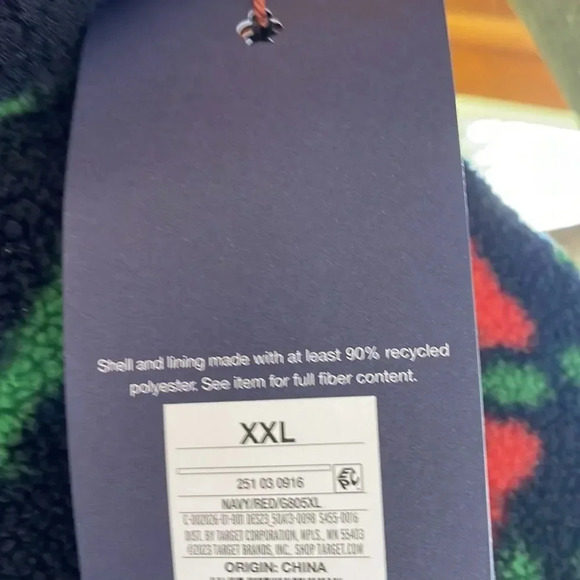 Shell and lining made with at least 90% recycled
polyester. See item for full fiber content.
XXL
251 03 0916
NAVY/RED/G805XL
DIST. BY TARGET CORPORATION, MPLS., MN 55403
©2023 TARGET BRANDS, INC. SHOP TARGET.COM
ORIGIN: CHINA